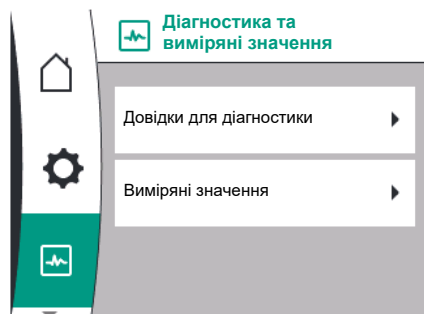 Діагностика та
виміряні значення
Довідки для діагностики
Виміряні значення